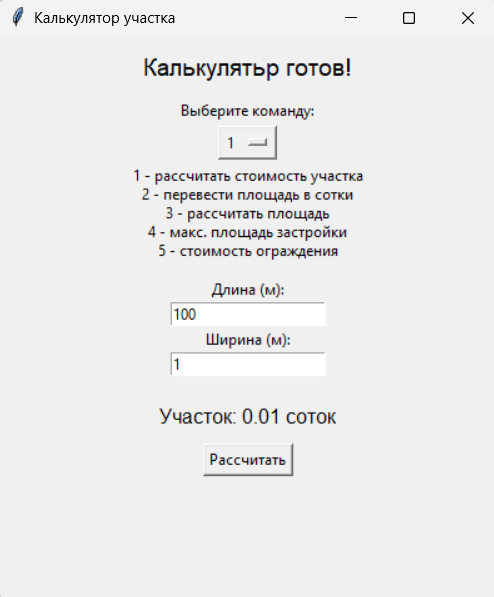 Калькулятор участка
Калькулятьр готов!
Выберите команду:
1
1 - рассчитать стоимость участка
2 - перевести площадь в сотки
3 - рассчитать площадь
4 - макс. площадь застройки
5 - стоимость ограждения
Длина (м):
100
Ширина (м):
1
Участок: 0.01 соток
Рассчитать